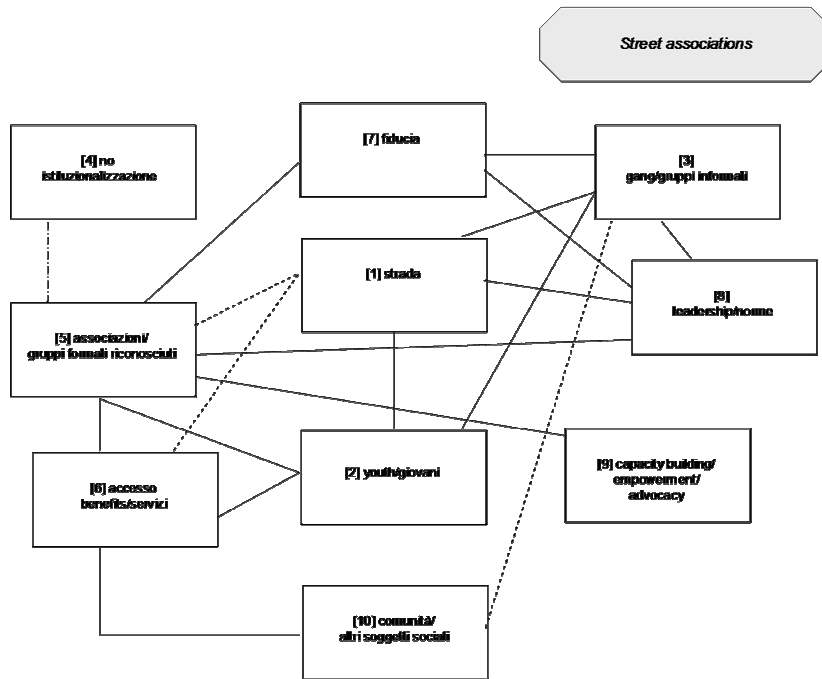 Street associations
[7] fiducia
[4] no
istituzionalizzazione
[3]
gang/gruppi informali
[1] strada
[8]
leadership/norme
[5] associazioni/
gruppi formali riconosciuti
[2] youth/giovani
[9] capacity building/
empowerment/
advocacy
[6] accesso
benefits/servizi
[10] comunità/
altri soggetti sociali